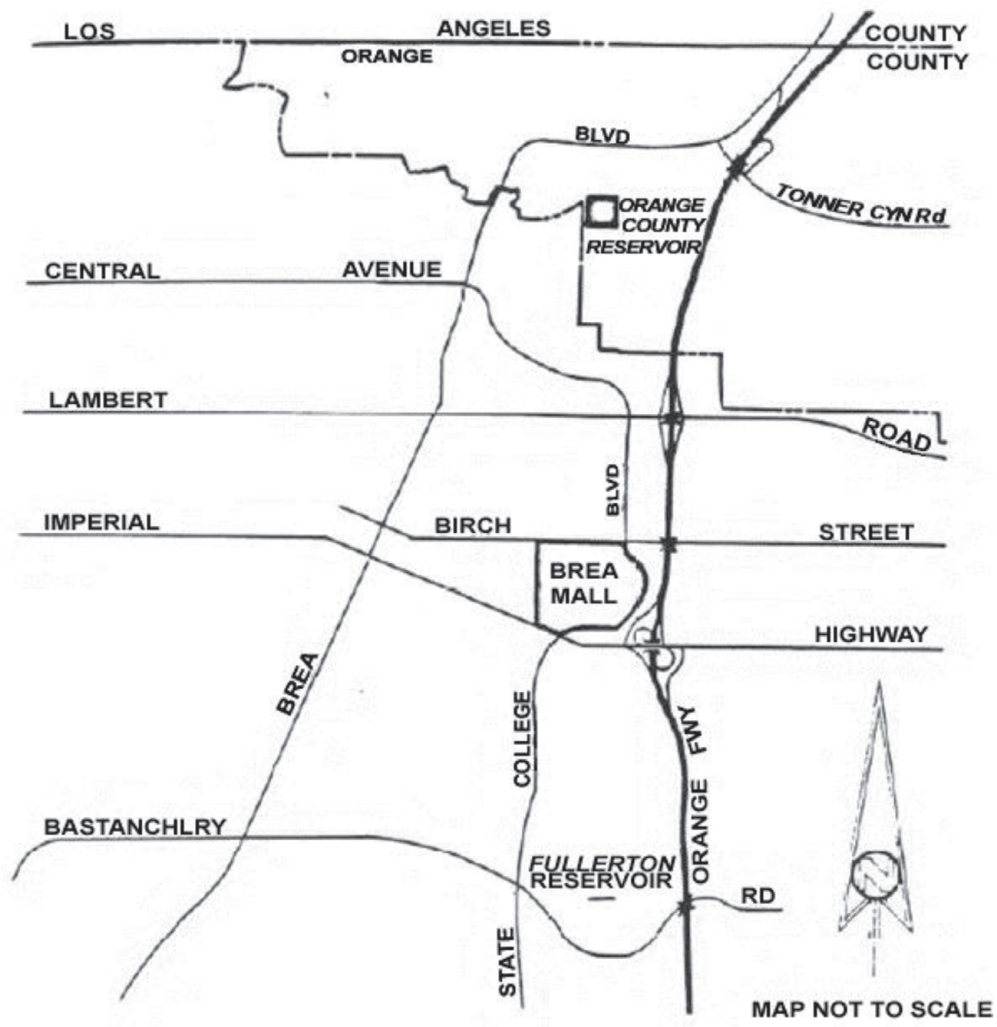 LOS ANGELES COUNTY
ORANGE COUNTY
BLVD
TONNER CYN Rd
ORANGE
COUNTY
RESERVOIR
CENTRAL AVENUE
LAMBERT ROAD
BLVD
IMPERIAL
BIRCH STREET
BREA
MALL
HIGHWAY
BREA
COLLEGE
ORANGE FWY
BASTANCHLRY
FULLERTON
RESERVOIR
RD
STATE
N
MAP NOT TO SCALE